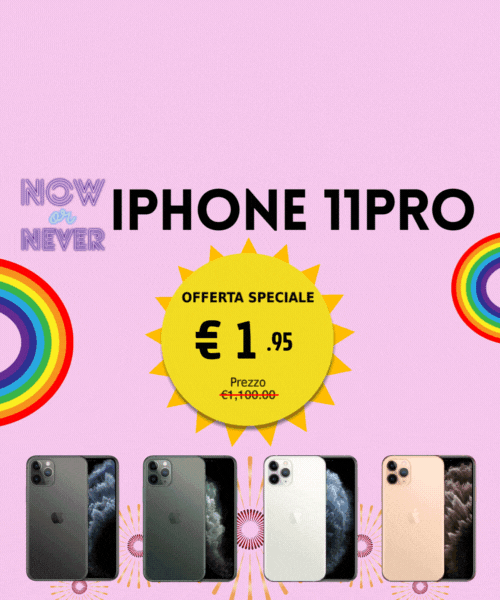 NOW
or
NEVER
IPHONE 11PRO
OFFERTA SPECIALE
€ 1 .95
Prezzo
€1,100.00